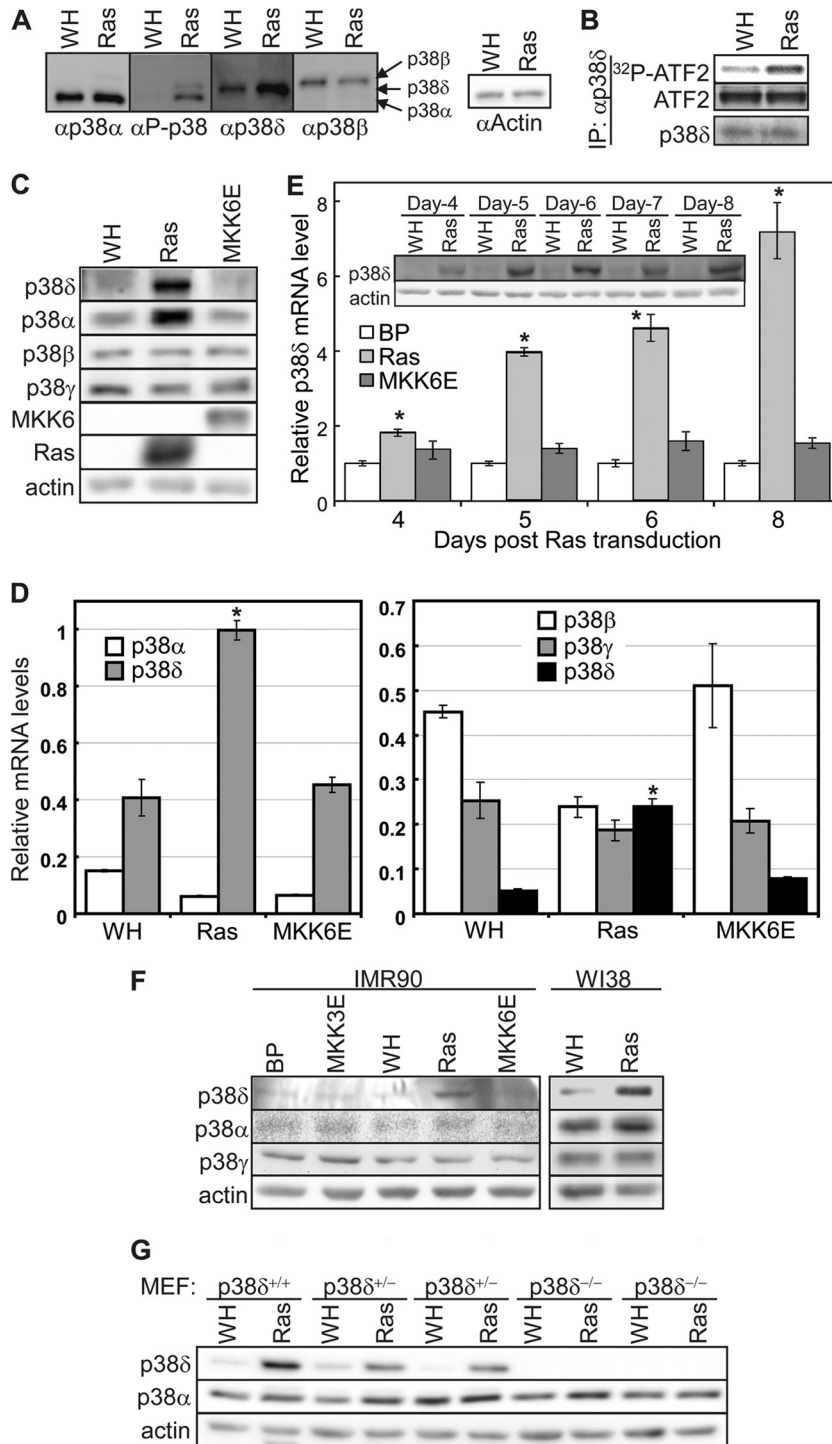 A
WH
Ras
WH
Ras
WH
Ras
WH
Ras
p38β
p38δ
p38α
αp38α
αP-p38
αp38δ
αp38β
WH
Ras
αActin
B
WH
Ras
IP: αp38δ
32P-ATF2
ATF2
p38δ
C
WH
Ras
MKK6E
p38δ
p38α
p38β
p38γ
MKK6
Ras
actin
E
Relative p38δ mRNA level
8
6
4
2
1
0
Day-4
Day-5
Day-6
Day-7
Day-8
WH
Ras
WH
Ras
WH
Ras
WH
Ras
WH
Ras
p38δ
actin
BP
Ras
MKK6E
*
*
*
*
4
5
6
8
Days post Ras transduction
D
Relative mRNA levels
1
0.8
0.6
0.4
0.2
0
p38α
p38δ
*
WH
Ras
MKK6E
0.7
0.6
0.5
0.4
0.3
0.2
0.1
0
p38β
p38γ
p38δ
*
WH
Ras
MKK6E
F
IMR90
WI38
BP
MKK3E
WH
Ras
MKK6E
WH
Ras
p38δ
p38α
p38γ
actin
G
MEF:
p38δ+/+
p38δ+/–
p38δ+/–
p38δ−/−
p38δ−/−
WH
Ras
WH
Ras
WH
Ras
WH
Ras
WH
Ras
p38δ
p38α
actin